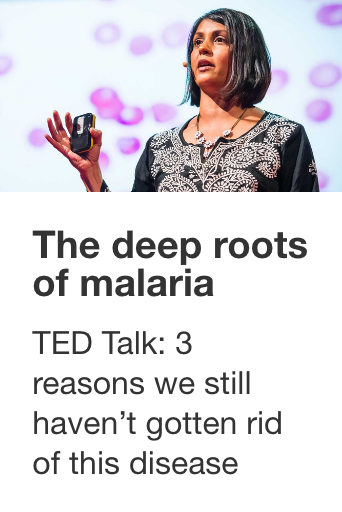 The deep roots
of malaria
TED Talk: 3
reasons we still
haven’t gotten rid
of this disease